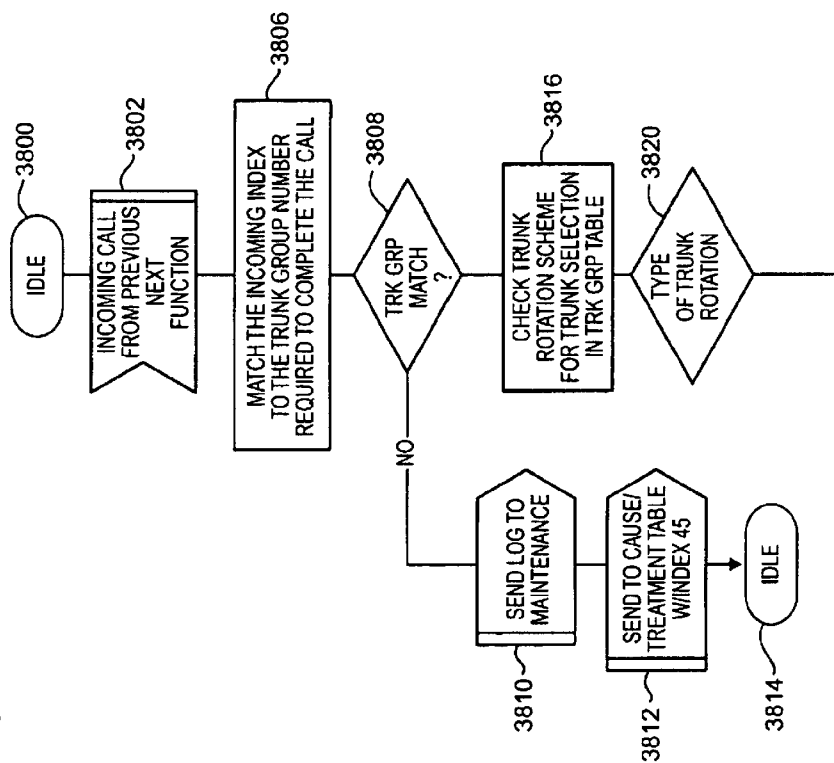 IDLE
3800
INCOMING CALL
FROM PREVIOUS
NEXT
FUNCTION
3802
MATCH THE INCOMING INDEX
TO THE TRUNK GROUP NUMBER
REQUIRED TO COMPLETE THE CALL
3806
TRK GRP
MATCH
?
3808
NO
SEND LOG TO
MAINTENANCE
3810
SEND TO CAUSE/
TREATMENT TABLE
W/INDEX 45
3812
IDLE
3814
CHECK TRUNK
ROTATION SCHEME
FOR TRUNK SELECTION
IN TRK GRP TABLE
3816
TYPE
OF TRUNK
ROTATION
3820